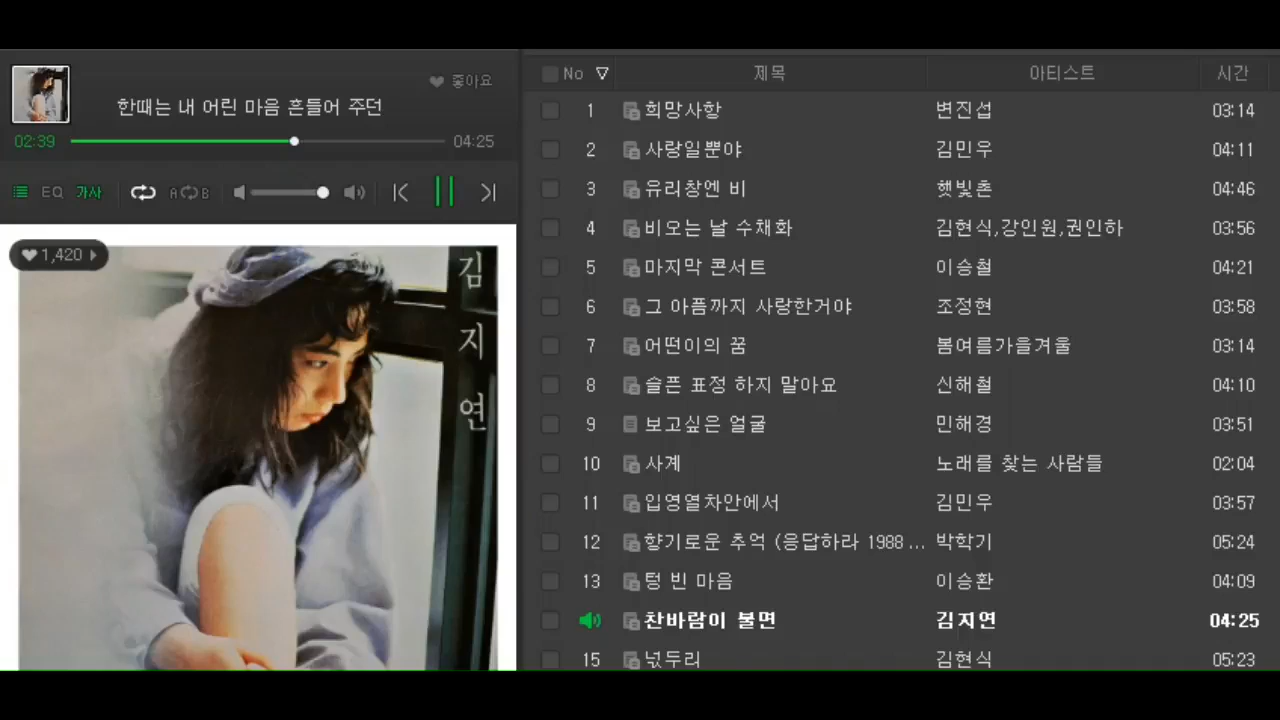 좋아요
한때는 내 어린 마음 흔들어 주던
02:39 04:25
EQ 가사 A B
1,420
김지연
No 제목 아티스트 시간
1 희망사항 변진섭 03:14
2 사랑일뿐야 김민우 04:11
3 유리창엔 비 햇빛촌 04:46
4 비오는 날 수채화 김현식,강인원,권인하 03:56
5 마지막 콘서트 이승철 04:21
6 그 아픔까지 사랑한거야 조정현 03:58
7 어떤이의 꿈 봄여름가을겨울 03:14
8 슬픈 표정 하지 말아요 신해철 04:10
9 보고싶은 얼굴 민해경 03:51
10 사계 노래를 찾는 사람들 02:04
11 입영열차안에서 김민우 03:57
12 향기로운 추억 (응답하라 1988 ... 박학기 05:24
13 텅 빈 마음 이승환 04:09
찬바람이 불면 김지연 04:25
15 넋두리 김현식 05:23